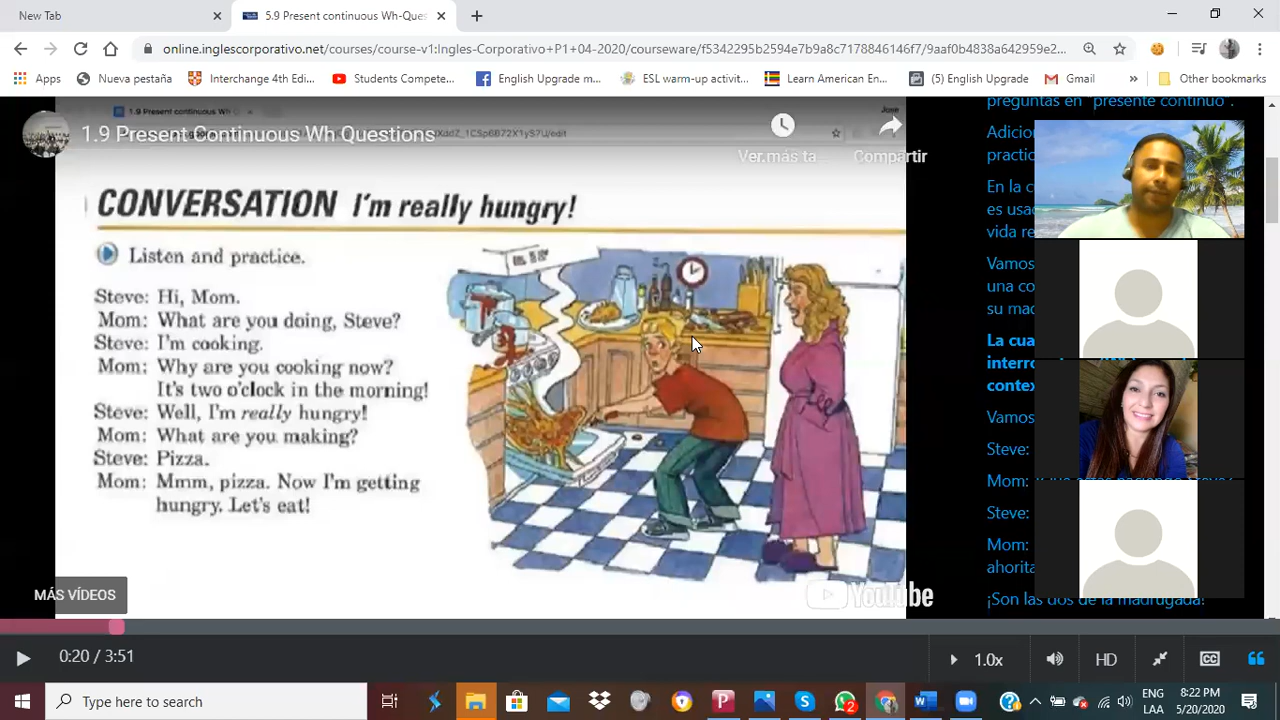 New Tab
5.9 Present continuous Wh-Ques
online.inglescorporativo.net/courses/course-v1:Ingles-Corporativo+P1+04-2020/courseware/f5342295b2594e7b9a8c7178846146f7/9aaf0b4838a642959e2...
Apps
Nueva pestaña
Interchange 4th Edi...
Students Compete...
English Upgrade m...
ESL warm-up activit...
Learn American En...
(5) English Upgrade
Gmail
»
Other bookmarks
1.9 Present continuous Wh
Jose
1.9 Present Continuous Wh Questions
Ver más ta
Compartir
CONVERSATION I'm really hungry!
Listen and practice.
Steve: Hi, Mom.
Mom: What are you doing, Steve?
Steve: I'm cooking.
Mom: Why are you cooking now?
It's two o'clock in the morning!
Steve: Well, I'm really hungry!
Mom: What are you making?
Steve: Pizza.
Mom: Mmm, pizza. Now I'm getting
hungry. Let's eat!
MÁS VÍDEOS
YouTube
preguntas en "presente continuo".
Adicio
practic
En la c
es usad
vida re
Vamos
una co
su mad
La cua
interro
contex
Vamos
Steve:
Mom:
Steve:
Mom:
ahorita
¡Son las dos de la madrugada!
0:20 / 3:51
1.0x
HD
CC
Type here to search
2
ENG
LAA
8:22 PM
5/20/2020